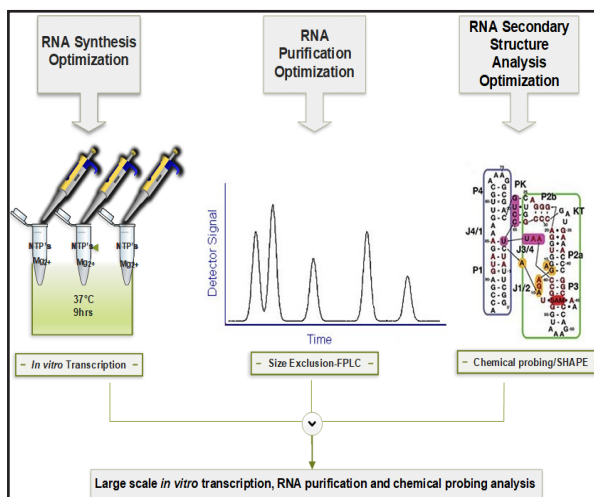 RNA Synthesis
Optimization
RNA
Purification
Optimization
RNA Secondary
Structure
Analysis
Optimization
NTP's
Mg2+
NTP's
Mg2+
NTP's
Mg2+
37°C
9hrs
Detector Signal
Time
P4
PK
P2b
KT
J4/1
J3/4
P2a
P1
J1/2
P3
SAM
– In vitro Transcription –
– Size Exclusion-FPLC –
– Chemical probing/SHAPE –
Large scale in vitro transcription, RNA purification and chemical probing analysis